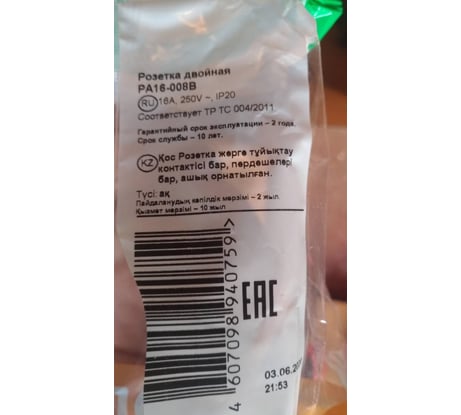 Розетка двойная
РА16-008В
RU 16А, 250V ~, IP20
Соответствует ТР ТС 004/2011
Гарантийный срок эксплуатации – 2 года.
Срок службы – 10 лет.
KZ Қос Розетка жерге тұйықтау
контактісі бар, пердешелері
бар, ашық орнатылған.
Түсі: ақ
Пайдаланудың кепілдік мерзімі – 2 жыл
Қызмет мерзімі – 10 жыл
4 607098 940759 >
EAC
03.06.20
21:53